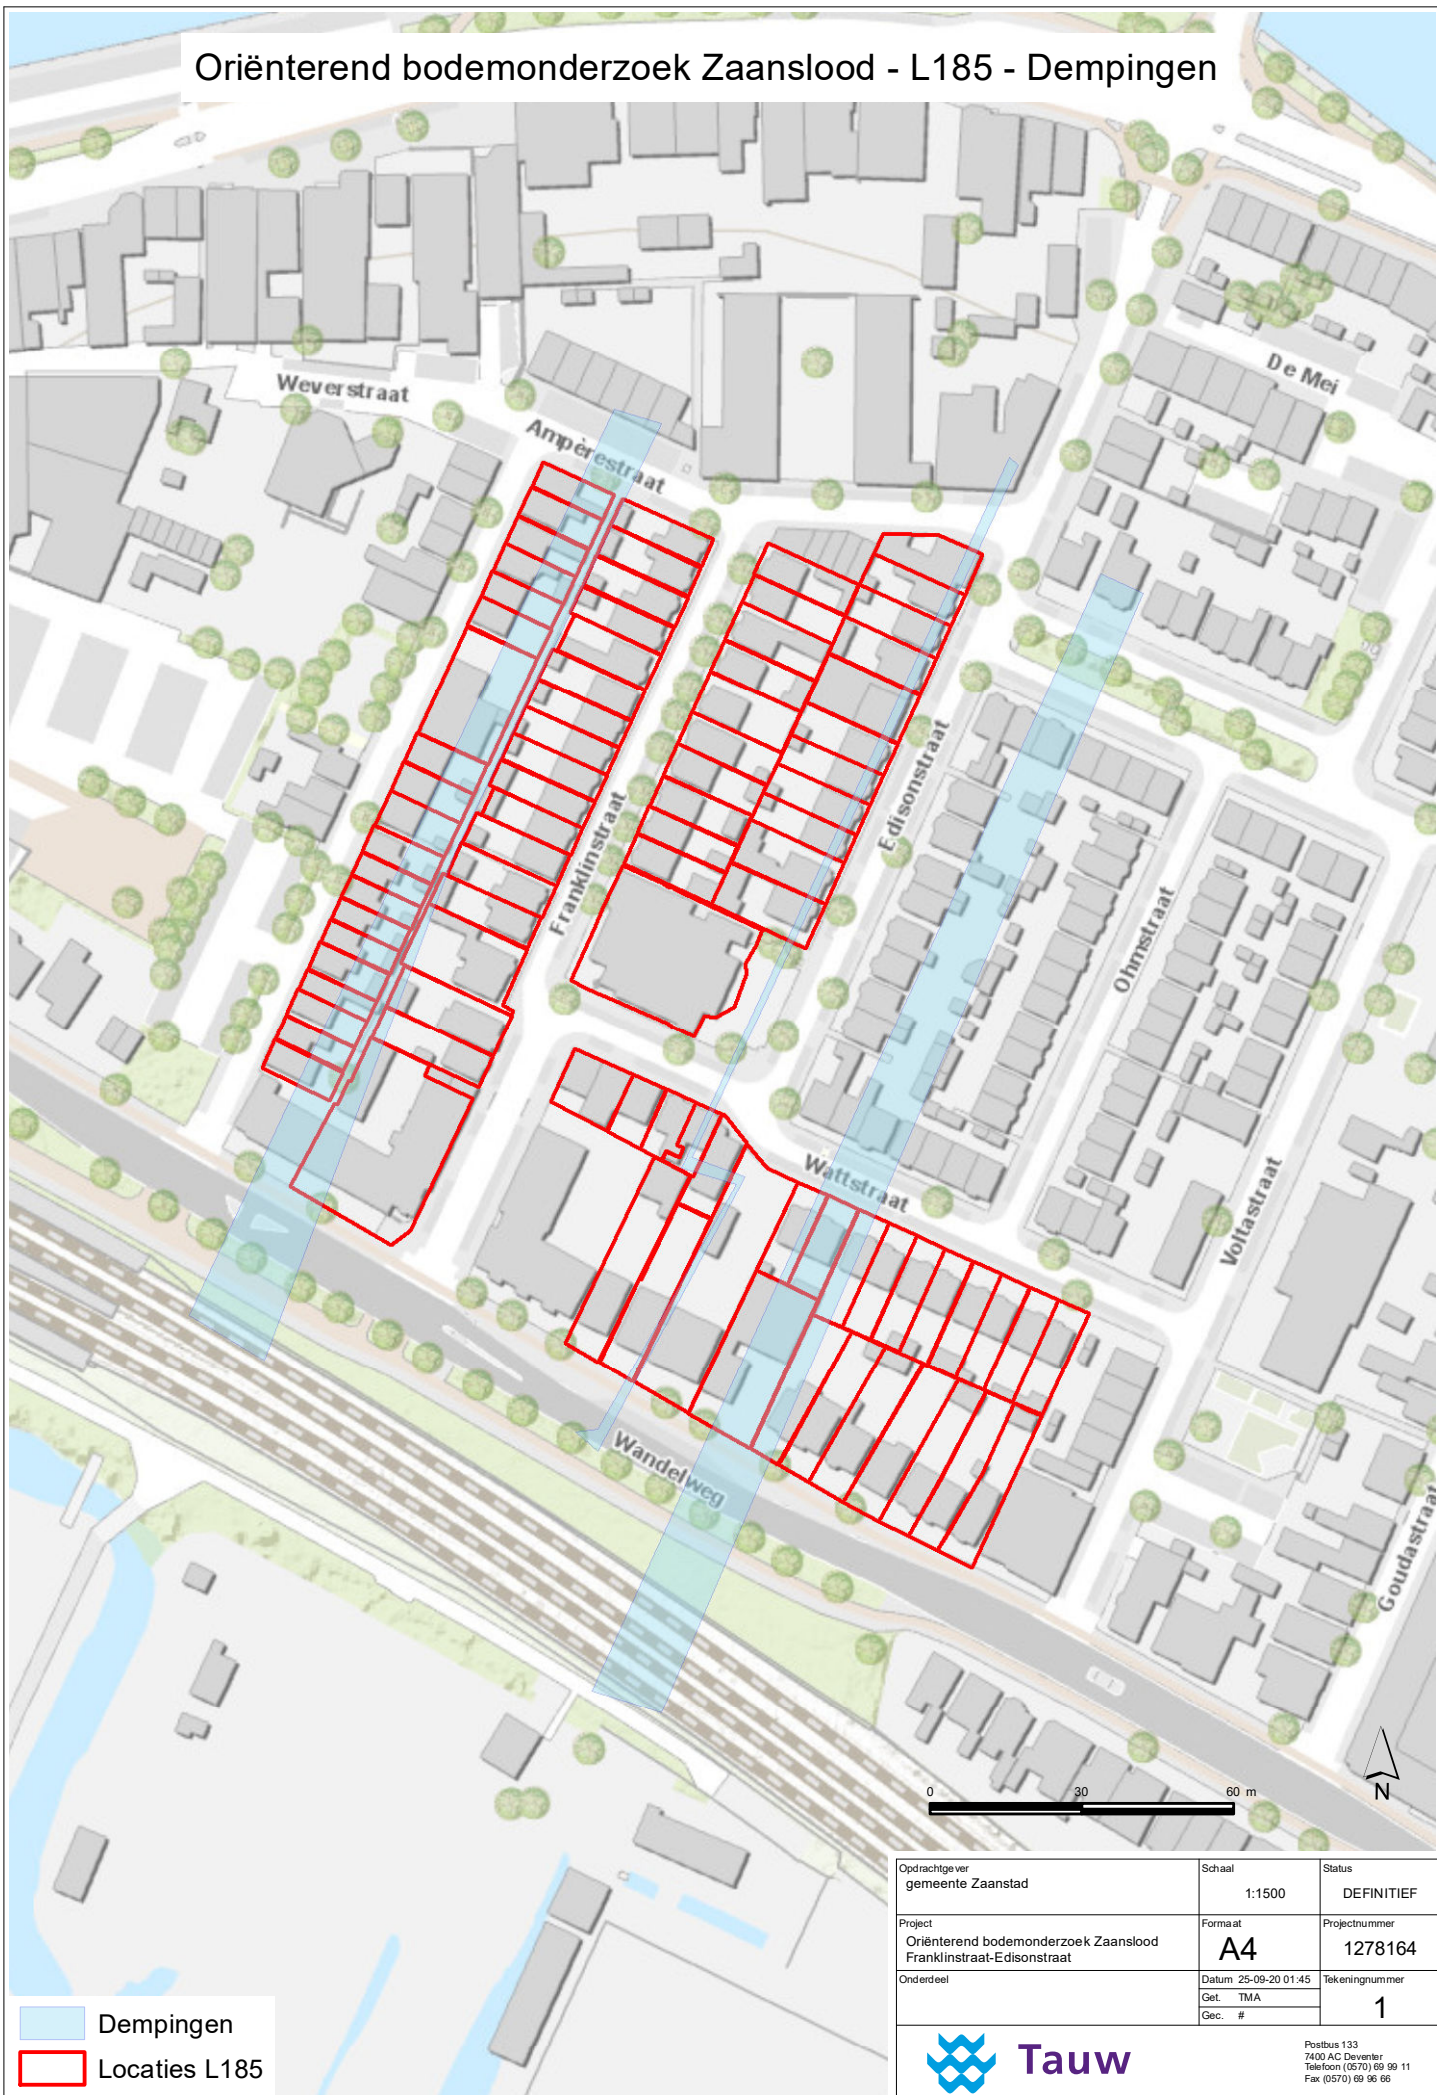 Oriënterend bodemonderzoek Zaanslood - L185 - Dempingen
De Mei
Weverstraat
Ampèrestraat
Edisonstraat
Franklinstraat
Ohmstraat
Wattstraat
Voltastraat
Wandelweg
Goudastraat
0 30 60 m
N
Opdrachtgever
gemeente Zaanstad
Schaal
1:1500
Status
DEFINITIEF
Project
Oriënterend bodemonderzoek Zaanslood
Franklinstraat-Edisonstraat
Formaat
A4
Projectnummer
1278164
Onderdeel
Datum 25-09-20 01:45
Get. TMA
Gec. #
Tekeningnummer
1
Dempingen
Locaties L185
Tauw
Postbus 133
7400 AC Deventer
Telefoon (0570) 69 99 11
Fax (0570) 69 96 66